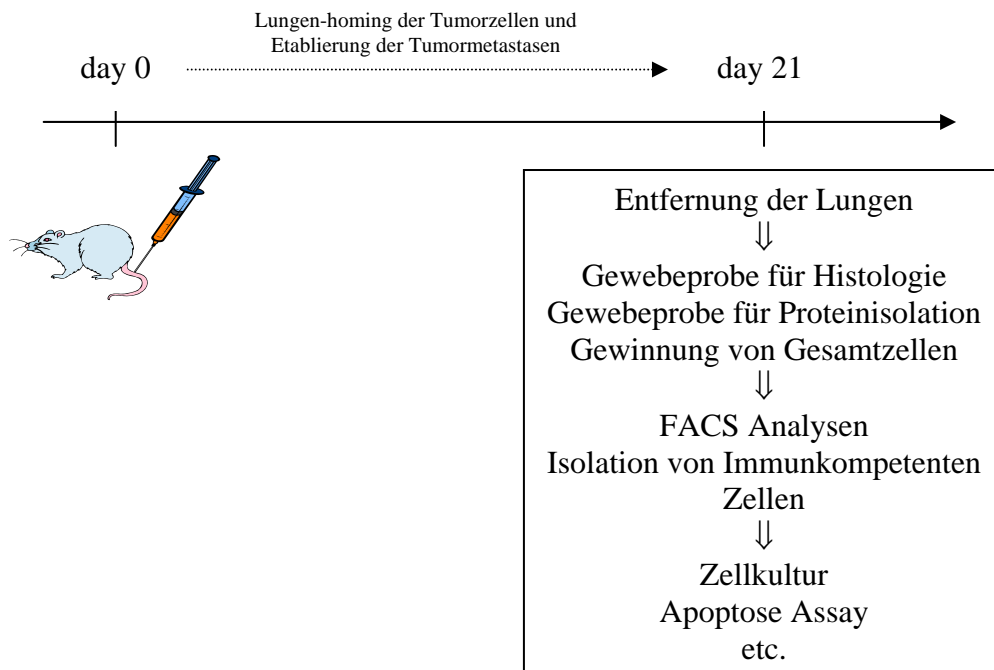 Lungen-homing der Tumorzellen und
Etablierung der Tumormetastasen
day 0
day 21
Entfernung der Lungen
⇓
Gewebeprobe für Histologie
Gewebeprobe für Proteinisolation
Gewinnung von Gesamtzellen
⇓
FACS Analysen
Isolation von Immunkompetenten
Zellen
⇓
Zellkultur
Apoptose Assay
etc.